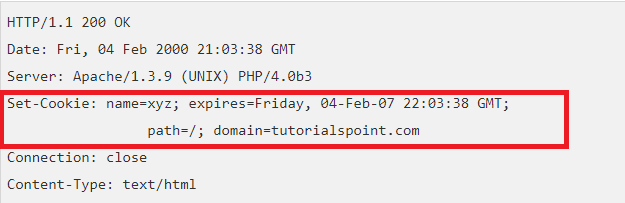 HTTP/1.1 200 OK
Date: Fri, 04 Feb 2000 21:03:38 GMT
Server: Apache/1.3.9 (UNIX) PHP/4.0b3
Set-Cookie: name=xyz; expires=Friday, 04-Feb-07 22:03:38 GMT;
path=/; domain=tutorialspoint.com
Connection: close
Content-Type: text/html